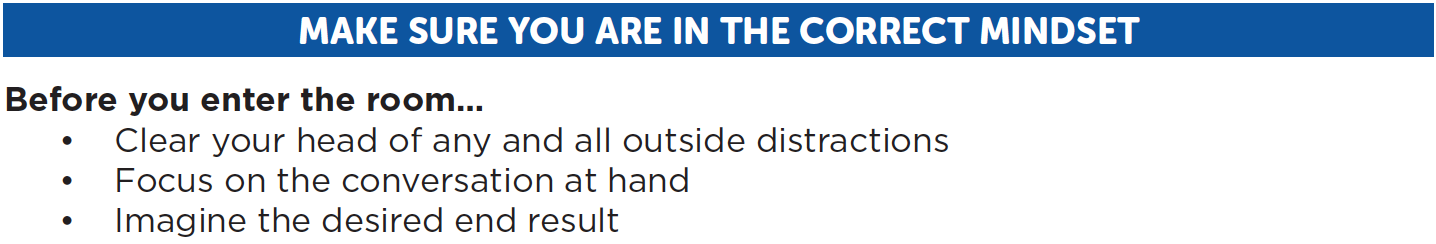 MAKE SURE YOU ARE IN THE CORRECT MINDSET
Before you enter the room...
• Clear your head of any and all outside distractions
• Focus on the conversation at hand
• Imagine the desired end result